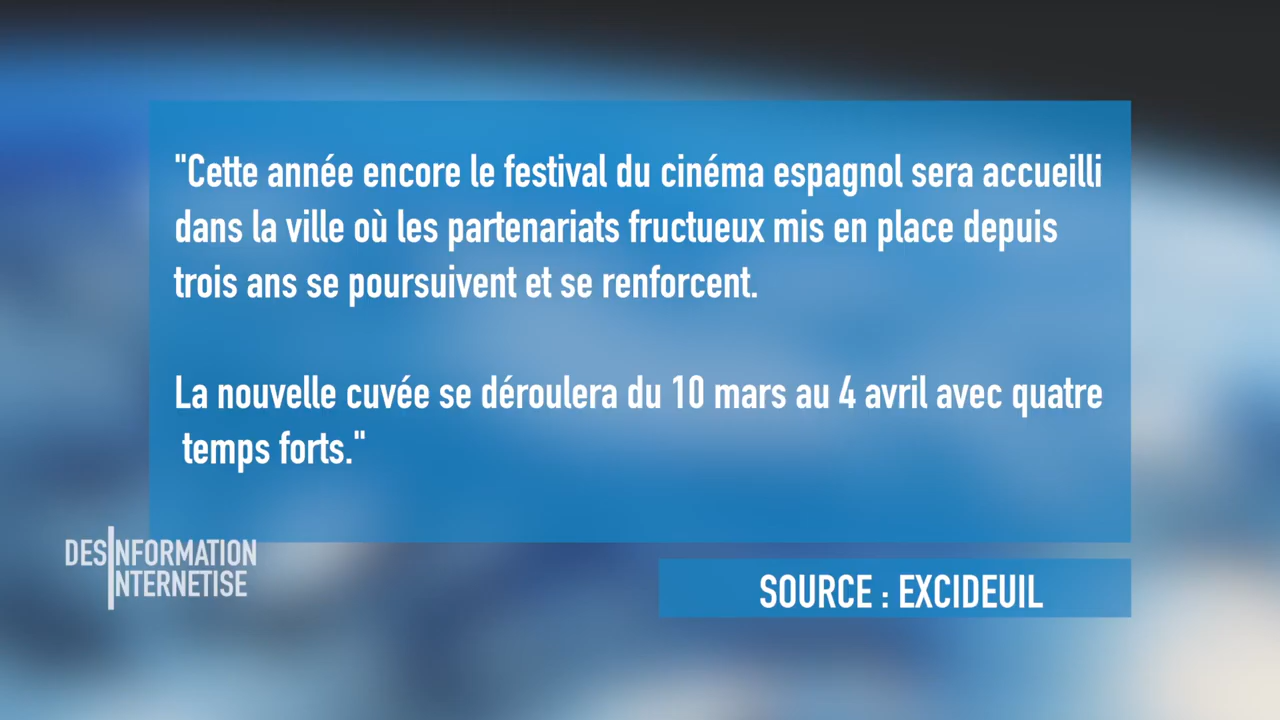 "Cette année encore le festival du cinéma espagnol sera accueilli
dans la ville où les partenariats fructueux mis en place depuis
trois ans se poursuivent et se renforcent.
La nouvelle cuvée se déroulera du 10 mars au 4 avril avec quatre
temps forts."
DESINFORMATION
INTERNETISE
SOURCE : EXCIDEUIL